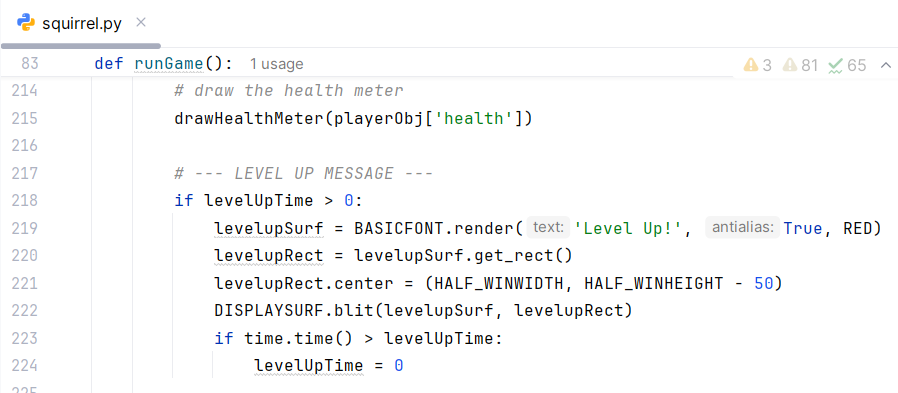 squirrel.py
83 def runGame(): 1 usage 3 81 65
214 # draw the health meter
215 drawHealthMeter(playerObj['health'])
216
217 # --- LEVEL UP MESSAGE ---
218 if levelUpTime > 0:
219 levelupSurf = BASICFONT.render( text: 'Level Up!', antialias: True, RED)
220 levelupRect = levelupSurf.get_rect()
221 levelupRect.center = (HALF_WINWIDTH, HALF_WINHEIGHT - 50)
222 DISPLAYSURF.blit(levelupSurf, levelupRect)
223 if time.time() > levelUpTime:
224 levelUpTime = 0
225